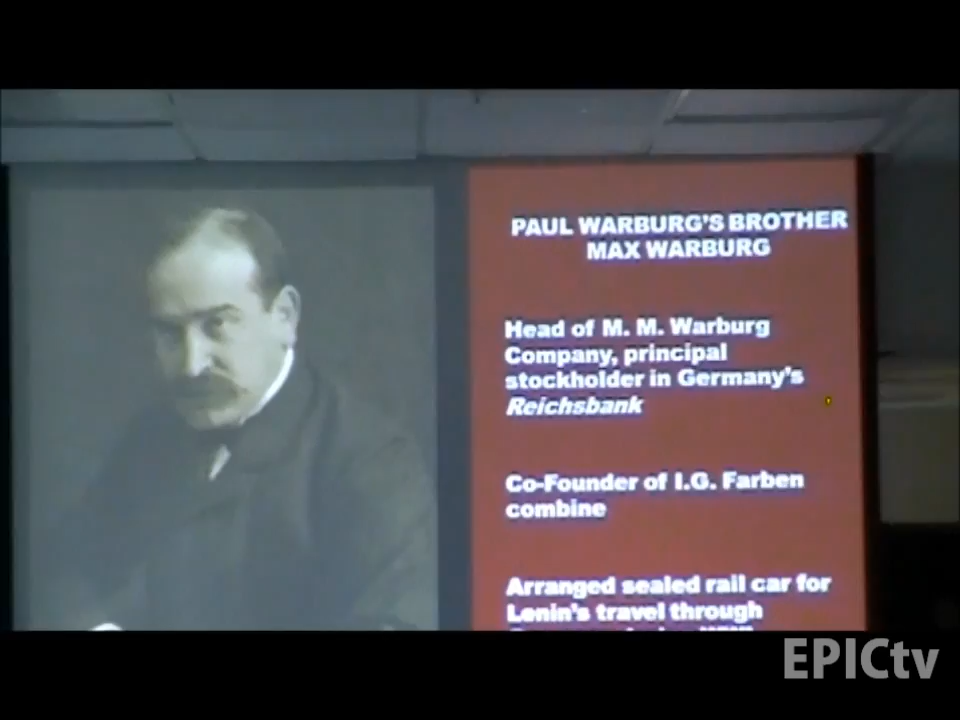 PAUL WARBURG'S BROTHER
MAX WARBURG
Head of M. M. Warburg
Company, principal
stockholder in Germany's
Reichsbank
Co-Founder of I.G. Farben
combine
Arranged sealed rail car for
Lenin's travel through
EPICtv